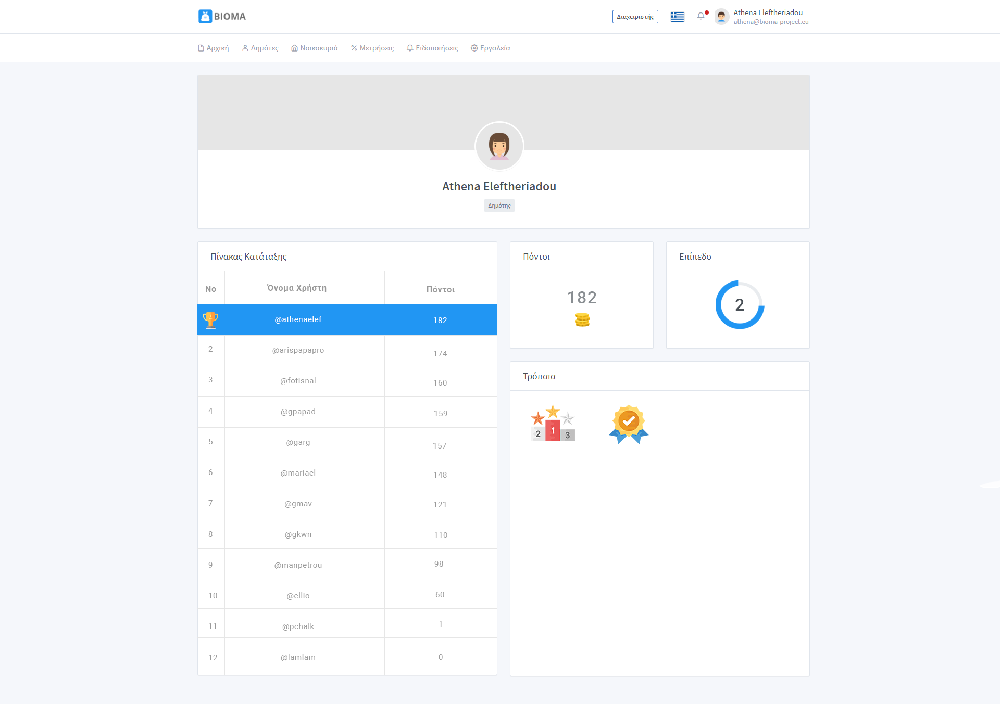 BIOMA
Διαχειριστής
Athena Eleftheriadou
athena@bioma-project.eu
Αρχική Δημότες Νοικοκυριά Μετρήσεις Ειδοποιήσεις Εργαλεία
Athena Eleftheriadou
Δημότης
Πίνακας Κατάταξης
No Όνομα Χρήστη Πόντοι
1 @athenaelef 182
2 @arispapapro 174
3 @fotisnal 160
4 @gpapad 159
5 @garg 157
6 @mariael 148
7 @gmav 121
8 @gkwn 110
9 @manpetrou 98
10 @ellio 60
11 @pchalk 1
12 @lamlam 0
Πόντοι
182
Επίπεδο
2
Τρόπαια
2 1 3